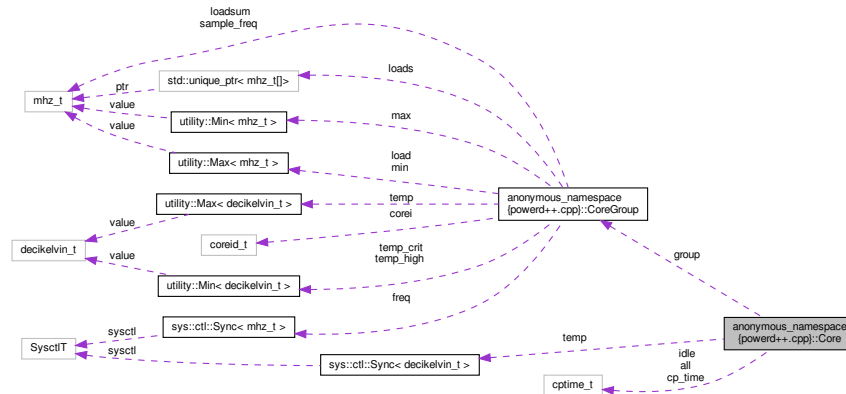 loadsum
sample_freq
loads
std::unique_ptr< mhz_t[]>
ptr
mhz_t
value
utility::Min< mhz_t >
max
value
utility::Max< mhz_t >
load
min
utility::Max< decikelvin_t >
temp
anonymous_namespace
{powerd++.cpp}::CoreGroup
corei
value
decikelvin_t
coreid_t
value
temp_crit
temp_high
group
utility::Min< decikelvin_t >
freq
sysctl
sys::ctl::Sync< mhz_t >
anonymous_namespace
{powerd++.cpp}::Core
SysctlT
sysctl
temp
sys::ctl::Sync< decikelvin_t >
idle
all
cp_time
cptime_t